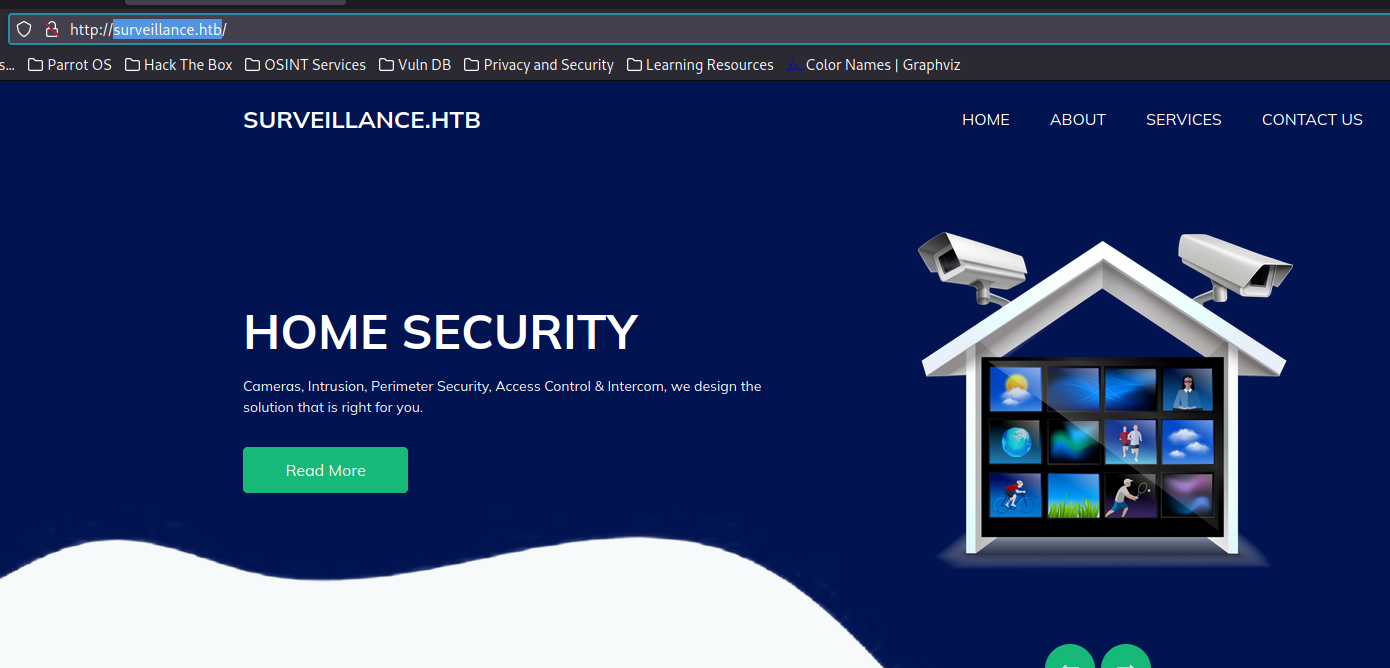 http://surveillance.htb/
s... Parrot OS Hack The Box OSINT Services Vuln DB Privacy and Security Learning Resources Color Names | Graphviz
SURVEILLANCE.HTB HOME ABOUT SERVICES CONTACT US
HOME SECURITY
Cameras, Intrusion, Perimeter Security, Access Control & Intercom, we design the
solution that is right for you.
Read More